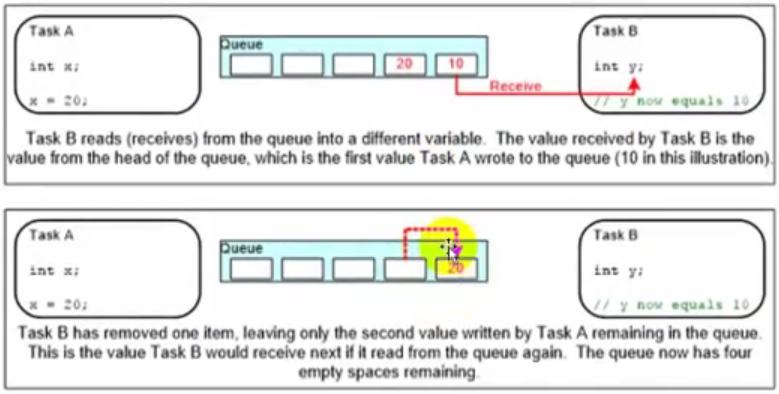 Task A
int x;
x = 20;
Queue
20
10
Receive
Task B
int y;
// y now equals 10
Task B reads (receives) from the queue into a different variable. The value received by Task B is the
value from the head of the queue, which is the first value Task A wrote to the queue (10 in this illustration).
Task A
int x;
x = 20;
Queue
20
Task B
int y;
// y now equals 10
Task B has removed one item, leaving only the second value written by Task A remaining in the queue.
This is the value Task B would receive next if it read from the queue again. The queue now has four
empty spaces remaining.